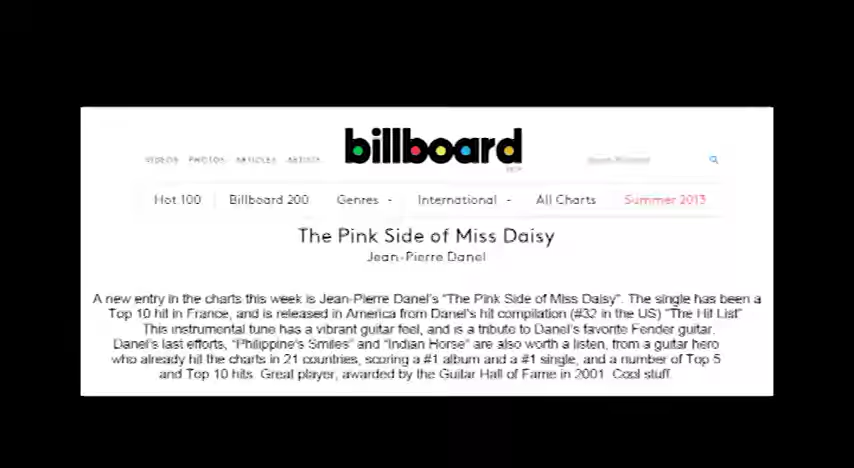 billboard
VIDEOS PHOTOS ARTICLES ARTISTS
Hot 100 Billboard 200 Genres International All Charts Summer 2013
The Pink Side of Miss Daisy
Jean-Pierre Danel
A new entry in the charts this week is Jean-Pierre Danel's "The Pink Side of Miss Daisy". The single has been a
Top 10 hit in France, and is released in America from Danel's hit compilation (#32 in the US) "The Hit List"
This instrumental tune has a vibrant guitar feel, and is a tribute to Danel's favorite Fender guitar.
Danel's last efforts, "Philippine's Smiles" and "Indian Horse" are also worth a listen, from a guitar hero
who already hit the charts in 21 countries, scoring a #1 album and a #1 single, and a number of Top 5
and Top 10 hits. Great player, awarded by the Guitar Hall of Fame in 2001. Cool stuff.